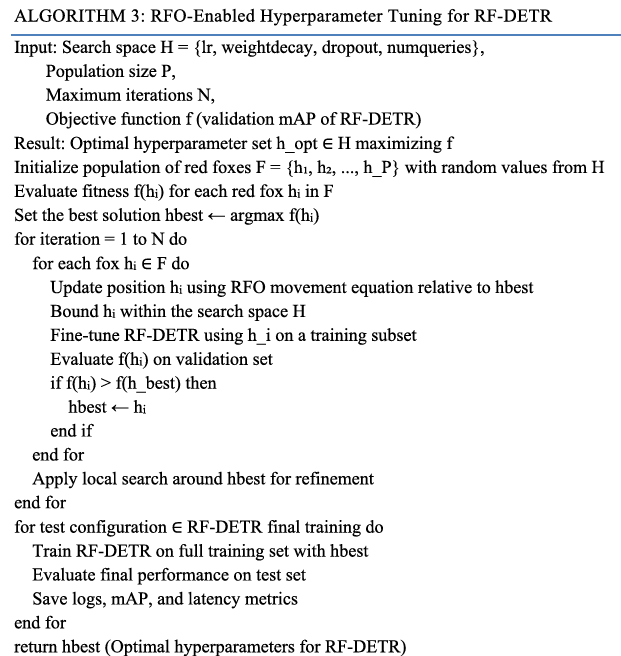 ALGORITHM 3: RFO-Enabled Hyperparameter Tuning for RF-DETR
Input: Search space H = {lr, weightdecay, dropout, numqueries},
Population size P,
Maximum iterations N,
Objective function f (validation mAP of RF-DETR)
Result: Optimal hyperparameter set h_opt ∈ H maximizing f
Initialize population of red foxes F = {h₁, h₂, ..., h_P} with random values from H
Evaluate fitness f(hᵢ) for each red fox hᵢ in F
Set the best solution hbest ← argmax f(hᵢ)
for iteration = 1 to N do
for each fox hᵢ ∈ F do
Update position hᵢ using RFO movement equation relative to hbest
Bound hᵢ within the search space H
Fine-tune RF-DETR using h_i on a training subset
Evaluate f(hᵢ) on validation set
if f(hᵢ) > f(h_best) then
hbest ← hᵢ
end if
end for
Apply local search around hbest for refinement
end for
for test configuration ∈ RF-DETR final training do
Train RF-DETR on full training set with hbest
Evaluate final performance on test set
Save logs, mAP, and latency metrics
end for
return hbest (Optimal hyperparameters for RF-DETR)